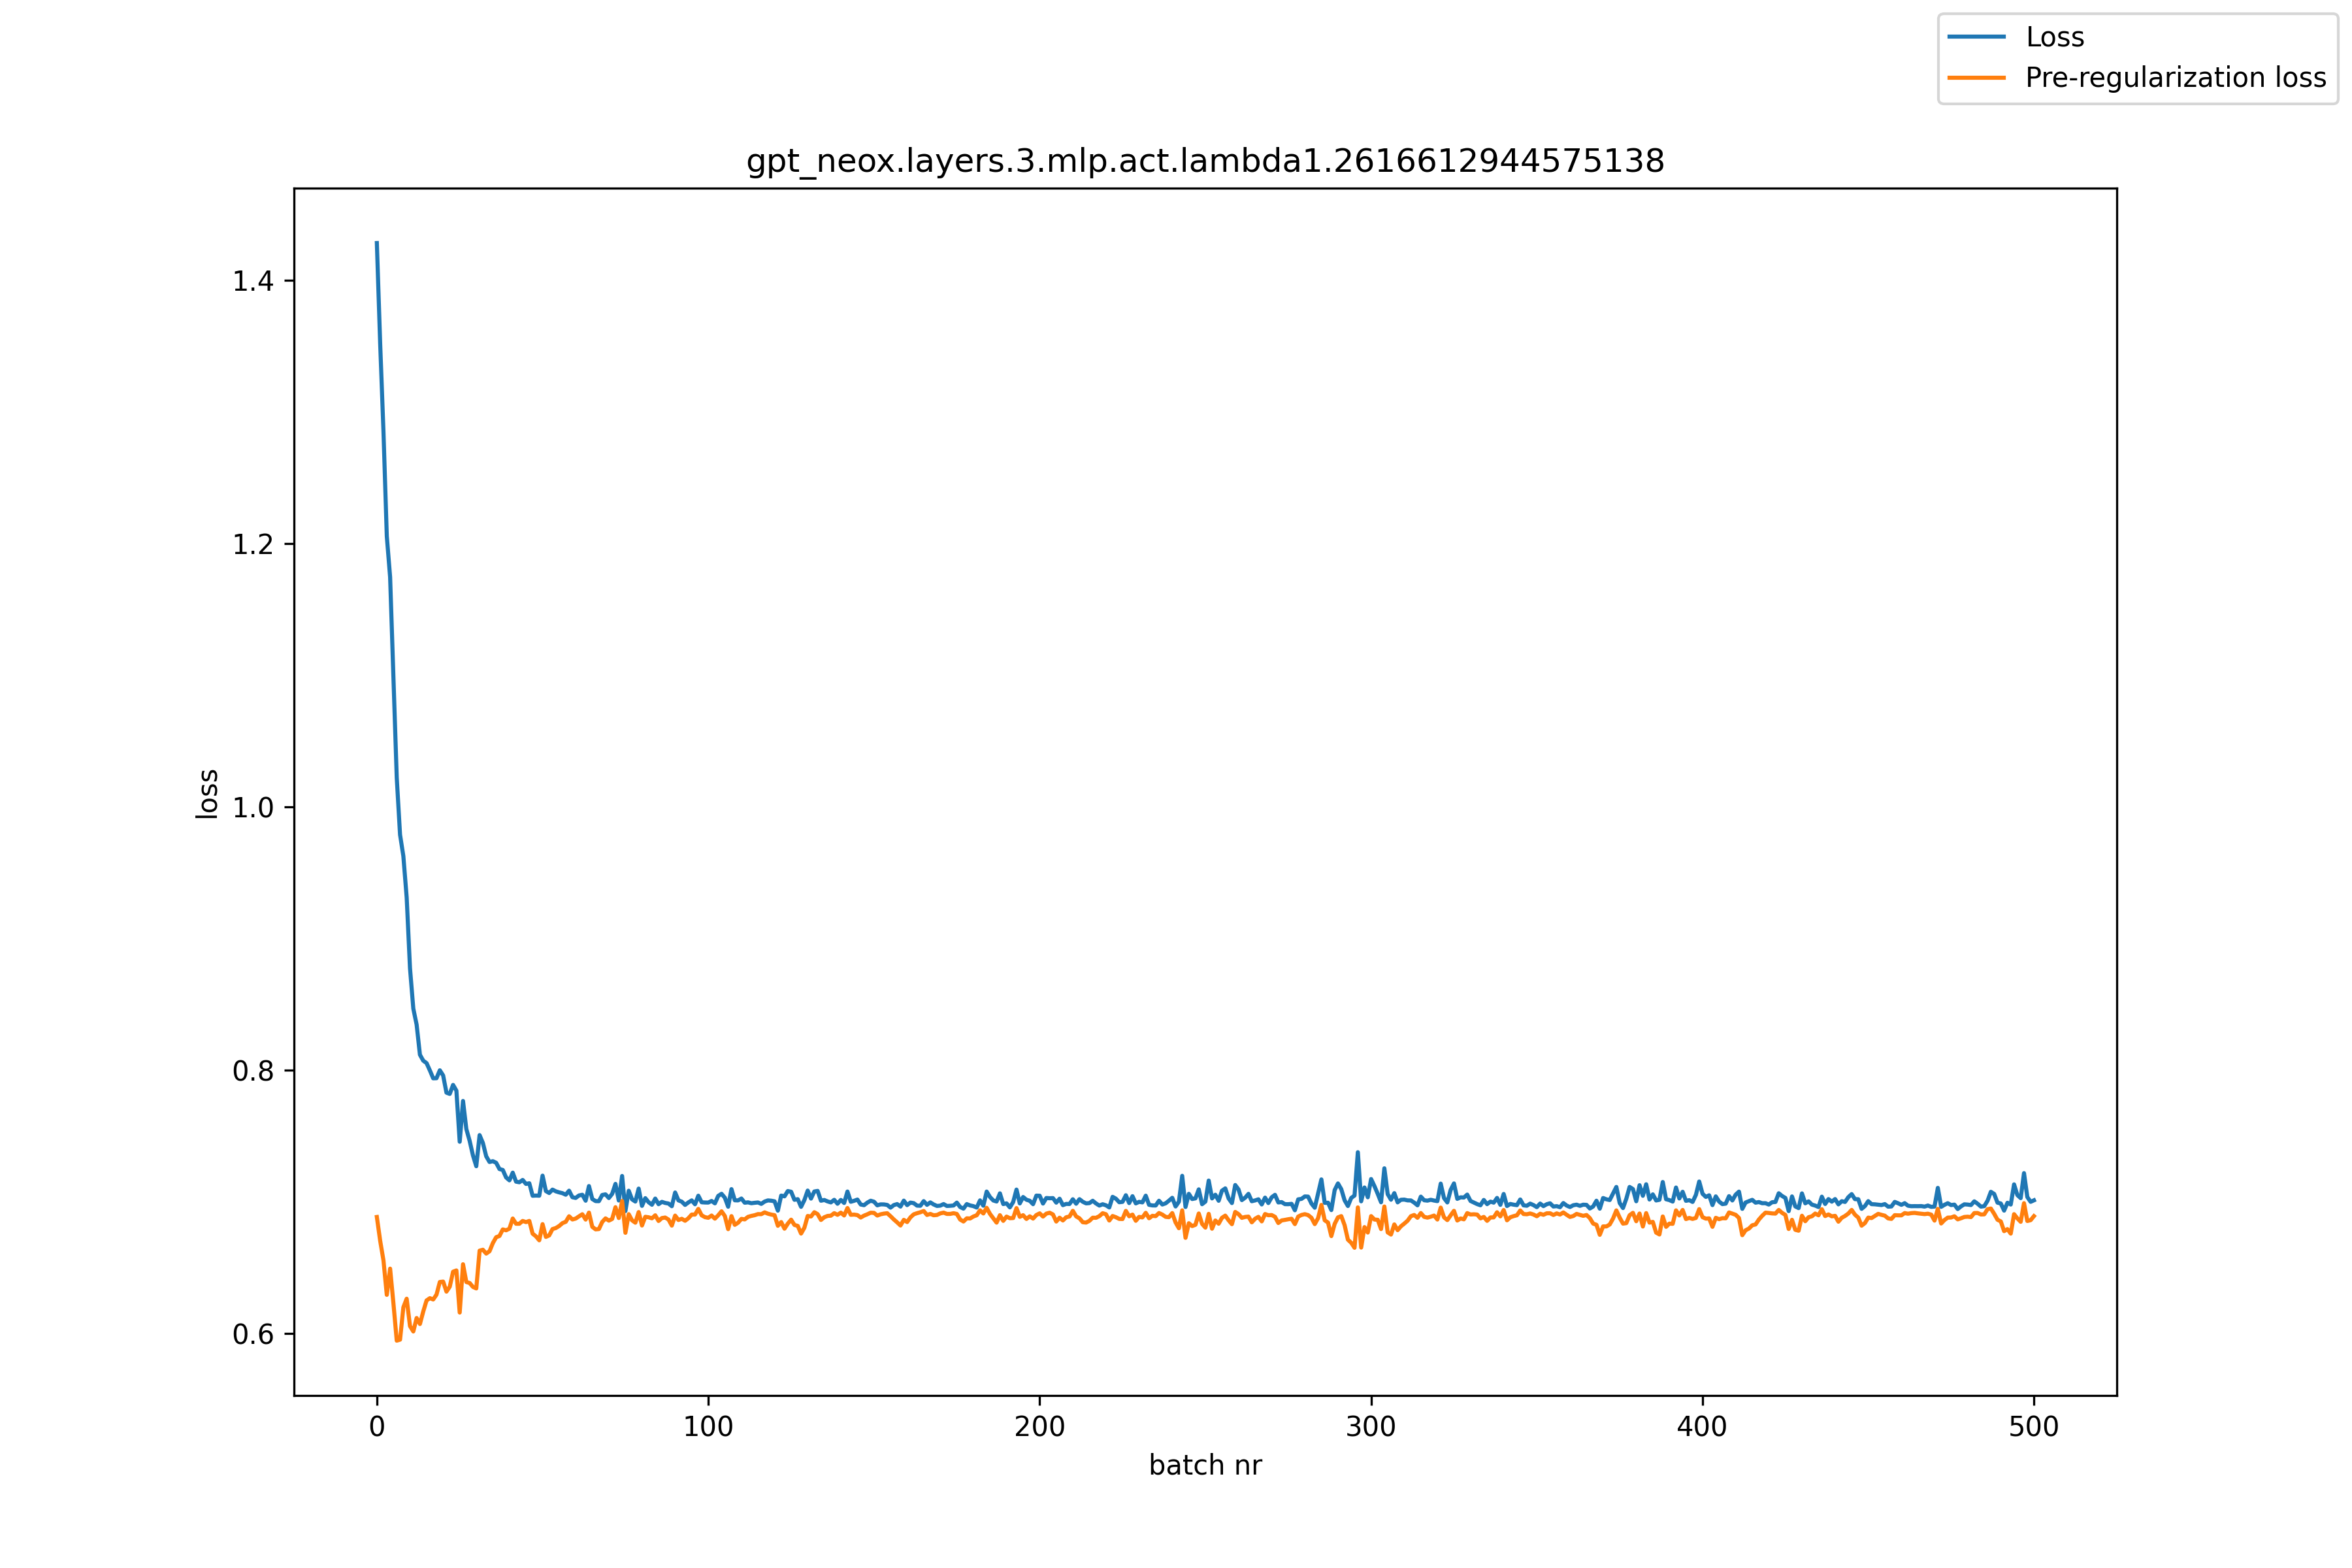 Loss
Pre-regularization loss
gpt_neox.layers.3.mlp.act.lambda1.2616612944575138
loss
1.4
1.2
1.0
0.8
0.6
0
100
200
300
400
500
batch nr